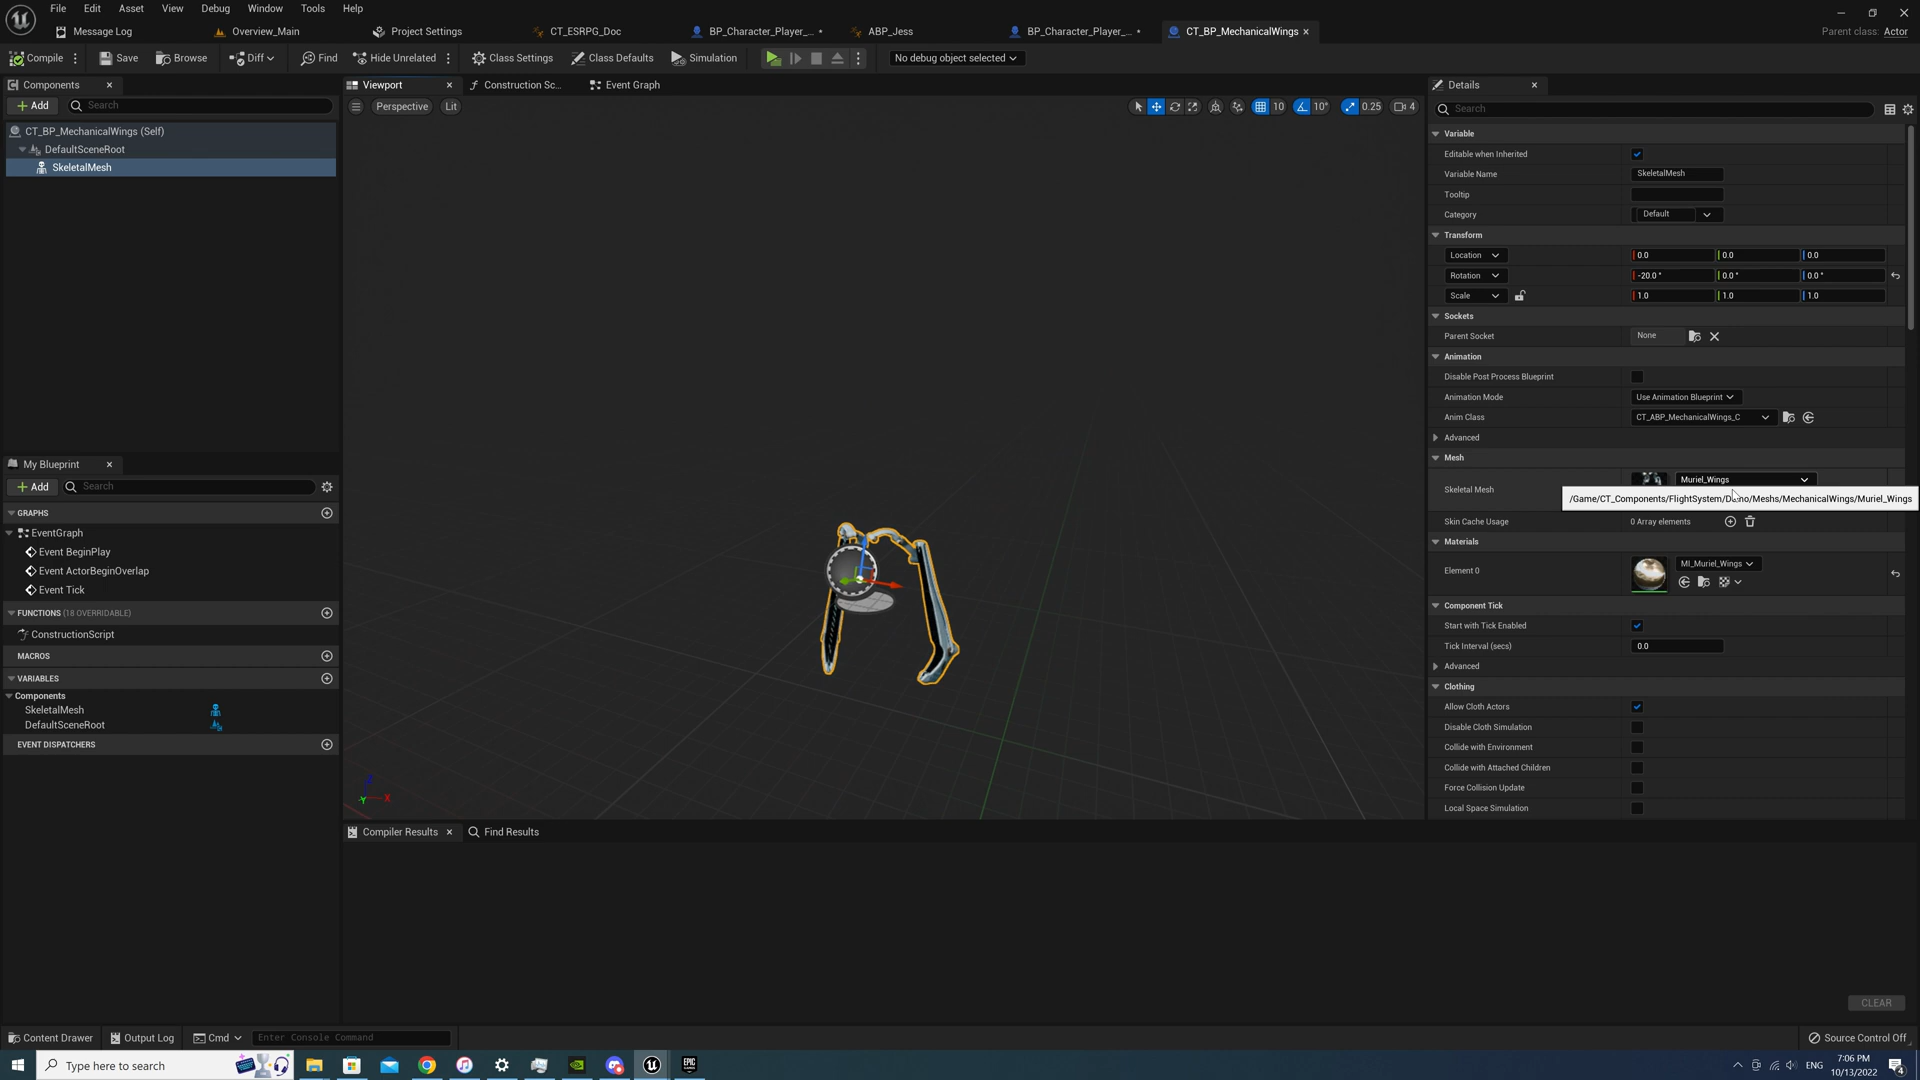 File Edit Asset View Debug Window Tools Help
Message Log Overview_Main Project Settings CT_ESRPG_Doc BP_Character_Player_... • ABP_Jess BP_Character_Player_... • CT_BP_MechanicalWings Parent class: Actor
Compile Save Browse Diff Find Hide Unrelated Class Settings Class Defaults Simulation No debug object selected
Components Viewport Construction Sc... Event Graph Details
Add Search Perspective Lit 10 10° 0.25 4 Search
CT_BP_MechanicalWings (Self)
DefaultSceneRoot
SkeletalMesh
Variable
Editable when Inherited
Variable Name SkeletalMesh
Tooltip
Category Default
Transform
Location 0.0 0.0 0.0
Rotation -20.0 ° 0.0 ° 0.0 °
Scale 1.0 1.0 1.0
Sockets
Parent Socket None
Animation
Disable Post Process Blueprint
Animation Mode Use Animation Blueprint
Anim Class CT_ABP_MechanicalWings_C
Advanced
Mesh
Skeletal Mesh Muriel_Wings
/Game/CT_Components/FlightSystem/Demo/Meshs/MechanicalWings/Muriel_Wings
Skin Cache Usage 0 Array elements
Materials
Element 0 MI_Muriel_Wings
Component Tick
Start with Tick Enabled
Tick Interval (secs) 0.0
Advanced
Clothing
Allow Cloth Actors
Disable Cloth Simulation
Collide with Environment
Collide with Attached Children
Force Collision Update
Local Space Simulation
My Blueprint
Add Search
GRAPHS
EventGraph
Event BeginPlay
Event ActorBeginOverlap
Event Tick
FUNCTIONS (18 OVERRIDABLE)
ConstructionScript
MACROS
VARIABLES
Components
SkeletalMesh
DefaultSceneRoot
EVENT DISPATCHERS
Z
Y X
Compiler Results Find Results
CLEAR
Content Drawer Output Log Cmd Enter Console Command Source Control Off
Type here to search EPIC GAMES ENG 7:06 PM
10/13/2022 4